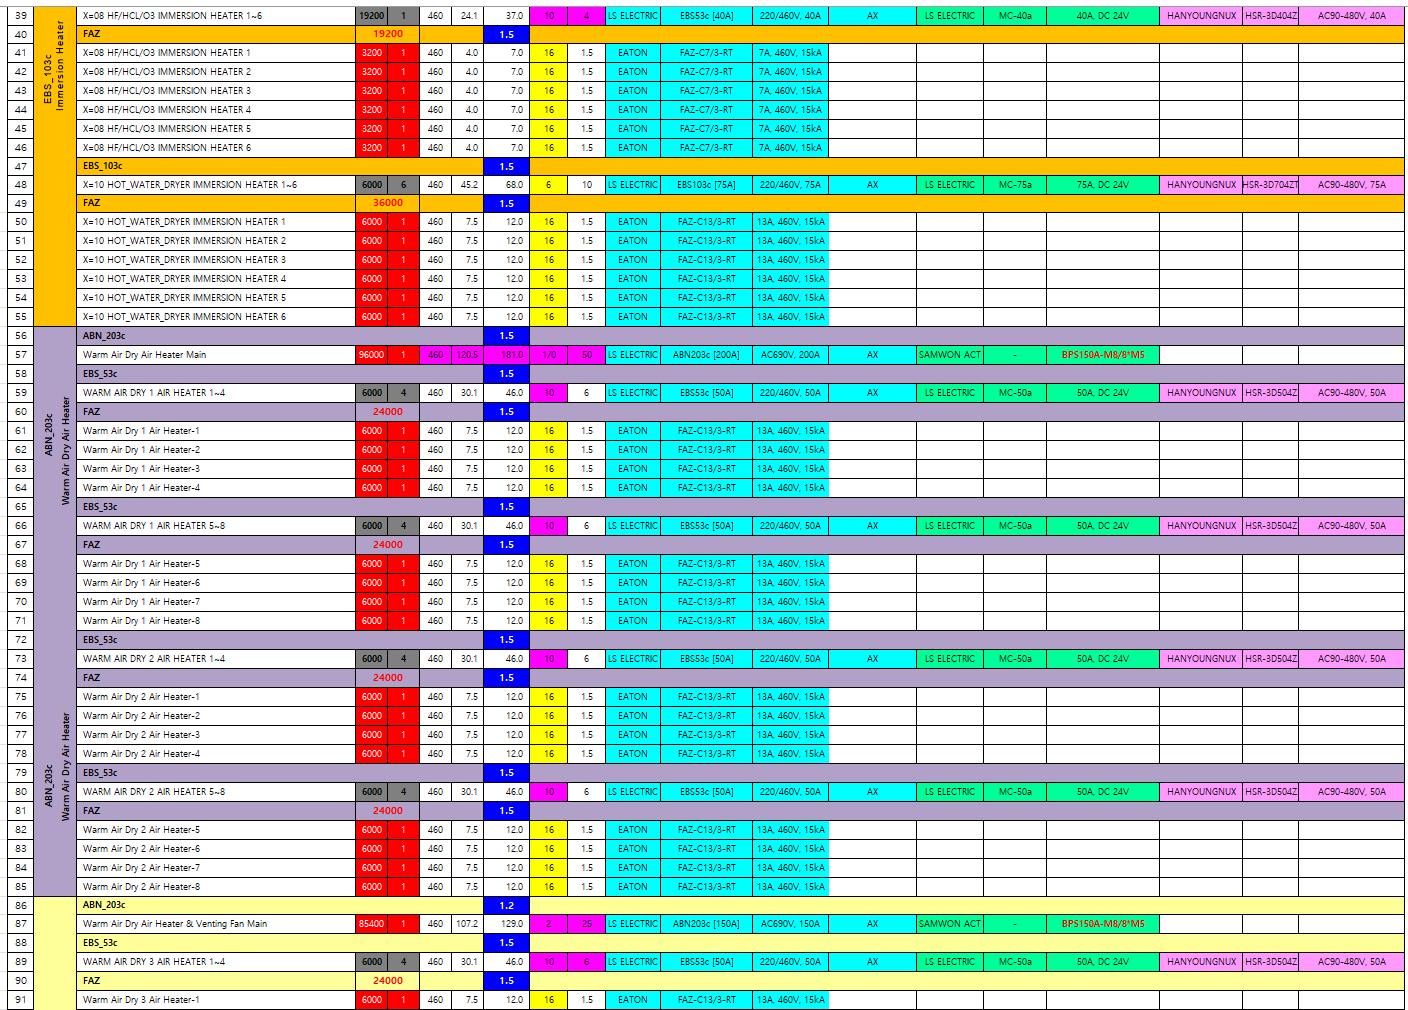 39 X=08 HF/HCL/O3 IMMERSION HEATER 1~6 19200 1 460 24.1 37.0 10 4 LS ELECTRIC EBS53c [40A] 220/460V, 40A AX LS ELECTRIC MC-40a 40A, DC 24V HANYOUNGNUX HSR-3D404Z AC90-480V, 40A
EBS_103c
Immersion Heater
40 FAZ 19200 1.5
41 X=08 HF/HCL/O3 IMMERSION HEATER 1 3200 1 460 4.0 7.0 16 1.5 EATON FAZ-C7/3-RT 7A, 460V, 15kA
42 X=08 HF/HCL/O3 IMMERSION HEATER 2 3200 1 460 4.0 7.0 16 1.5 EATON FAZ-C7/3-RT 7A, 460V, 15kA
43 X=08 HF/HCL/O3 IMMERSION HEATER 3 3200 1 460 4.0 7.0 16 1.5 EATON FAZ-C7/3-RT 7A, 460V, 15kA
44 X=08 HF/HCL/O3 IMMERSION HEATER 4 3200 1 460 4.0 7.0 16 1.5 EATON FAZ-C7/3-RT 7A, 460V, 15kA
45 X=08 HF/HCL/O3 IMMERSION HEATER 5 3200 1 460 4.0 7.0 16 1.5 EATON FAZ-C7/3-RT 7A, 460V, 15kA
46 X=08 HF/HCL/O3 IMMERSION HEATER 6 3200 1 460 4.0 7.0 16 1.5 EATON FAZ-C7/3-RT 7A, 460V, 15kA
47 EBS_103c 1.5
48 X=10 HOT_WATER_DRYER IMMERSION HEATER 1~6 6000 6 460 45.2 68.0 6 10 LS ELECTRIC EBS103c [75A] 220/460V, 75A AX LS ELECTRIC MC-75a 75A, DC 24V HANYOUNGNUX HSR-3D704ZT AC90-480V, 75A
49 FAZ 36000 1.5
50 X=10 HOT_WATER_DRYER IMMERSION HEATER 1 6000 1 460 7.5 12.0 16 1.5 EATON FAZ-C13/3-RT 13A, 460V, 15kA
51 X=10 HOT_WATER_DRYER IMMERSION HEATER 2 6000 1 460 7.5 12.0 16 1.5 EATON FAZ-C13/3-RT 13A, 460V, 15kA
52 X=10 HOT_WATER_DRYER IMMERSION HEATER 3 6000 1 460 7.5 12.0 16 1.5 EATON FAZ-C13/3-RT 13A, 460V, 15kA
53 X=10 HOT_WATER_DRYER IMMERSION HEATER 4 6000 1 460 7.5 12.0 16 1.5 EATON FAZ-C13/3-RT 13A, 460V, 15kA
54 X=10 HOT_WATER_DRYER IMMERSION HEATER 5 6000 1 460 7.5 12.0 16 1.5 EATON FAZ-C13/3-RT 13A, 460V, 15kA
55 X=10 HOT_WATER_DRYER IMMERSION HEATER 6 6000 1 460 7.5 12.0 16 1.5 EATON FAZ-C13/3-RT 13A, 460V, 15kA
56 ABN_203c 1.5
57 Warm Air Dry Air Heater Main 96000 1 460 120.5 181.0 1/0 50 LS ELECTRIC ABN203c [200A] AC690V, 200A AX SAMWON ACT - BPS150A-M8/8*M5
58 EBS_53c 1.5
59 WARM AIR DRY 1 AIR HEATER 1~4 6000 4 460 30.1 46.0 10 6 LS ELECTRIC EBS53c [50A] 220/460V, 50A AX LS ELECTRIC MC-50a 50A, DC 24V HANYOUNGNUX HSR-3D504Z AC90-480V, 50A
ABN_203c
Warm Air Dry Air Heater
60 FAZ 24000 1.5
61 Warm Air Dry 1 Air Heater-1 6000 1 460 7.5 12.0 16 1.5 EATON FAZ-C13/3-RT 13A, 460V, 15kA
62 Warm Air Dry 1 Air Heater-2 6000 1 460 7.5 12.0 16 1.5 EATON FAZ-C13/3-RT 13A, 460V, 15kA
63 Warm Air Dry 1 Air Heater-3 6000 1 460 7.5 12.0 16 1.5 EATON FAZ-C13/3-RT 13A, 460V, 15kA
64 Warm Air Dry 1 Air Heater-4 6000 1 460 7.5 12.0 16 1.5 EATON FAZ-C13/3-RT 13A, 460V, 15kA
65 EBS_53c 1.5
66 WARM AIR DRY 1 AIR HEATER 5~8 6000 4 460 30.1 46.0 10 6 LS ELECTRIC EBS53c [50A] 220/460V, 50A AX LS ELECTRIC MC-50a 50A, DC 24V HANYOUNGNUX HSR-3D504Z AC90-480V, 50A
67 FAZ 24000 1.5
68 Warm Air Dry 1 Air Heater-5 6000 1 460 7.5 12.0 16 1.5 EATON FAZ-C13/3-RT 13A, 460V, 15kA
69 Warm Air Dry 1 Air Heater-6 6000 1 460 7.5 12.0 16 1.5 EATON FAZ-C13/3-RT 13A, 460V, 15kA
70 Warm Air Dry 1 Air Heater-7 6000 1 460 7.5 12.0 16 1.5 EATON FAZ-C13/3-RT 13A, 460V, 15kA
71 Warm Air Dry 1 Air Heater-8 6000 1 460 7.5 12.0 16 1.5 EATON FAZ-C13/3-RT 13A, 460V, 15kA
72 EBS_53c 1.5
73 WARM AIR DRY 2 AIR HEATER 1~4 6000 4 460 30.1 46.0 10 6 LS ELECTRIC EBS53c [50A] 220/460V, 50A AX LS ELECTRIC MC-50a 50A, DC 24V HANYOUNGNUX HSR-3D504Z AC90-480V, 50A
74 FAZ 24000 1.5
75 Warm Air Dry 2 Air Heater-1 6000 1 460 7.5 12.0 16 1.5 EATON FAZ-C13/3-RT 13A, 460V, 15kA
76 Warm Air Dry 2 Air Heater-2 6000 1 460 7.5 12.0 16 1.5 EATON FAZ-C13/3-RT 13A, 460V, 15kA
77 Warm Air Dry 2 Air Heater-3 6000 1 460 7.5 12.0 16 1.5 EATON FAZ-C13/3-RT 13A, 460V, 15kA
78 Warm Air Dry 2 Air Heater-4 6000 1 460 7.5 12.0 16 1.5 EATON FAZ-C13/3-RT 13A, 460V, 15kA
ABN_203c
Warm Air Dry Air Heater
79 EBS_53c 1.5
80 WARM AIR DRY 2 AIR HEATER 5~8 6000 4 460 30.1 46.0 10 6 LS ELECTRIC EBS53c [50A] 220/460V, 50A AX LS ELECTRIC MC-50a 50A, DC 24V HANYOUNGNUX HSR-3D504Z AC90-480V, 50A
81 FAZ 24000 1.5
82 Warm Air Dry 2 Air Heater-5 6000 1 460 7.5 12.0 16 1.5 EATON FAZ-C13/3-RT 13A, 460V, 15kA
83 Warm Air Dry 2 Air Heater-6 6000 1 460 7.5 12.0 16 1.5 EATON FAZ-C13/3-RT 13A, 460V, 15kA
84 Warm Air Dry 2 Air Heater-7 6000 1 460 7.5 12.0 16 1.5 EATON FAZ-C13/3-RT 13A, 460V, 15kA
85 Warm Air Dry 2 Air Heater-8 6000 1 460 7.5 12.0 16 1.5 EATON FAZ-C13/3-RT 13A, 460V, 15kA
86 ABN_203c 1.2
87 Warm Air Dry Air Heater & Venting Fan Main 85400 1 460 107.2 129.0 2 25 LS ELECTRIC ABN203c [150A] AC690V, 150A AX SAMWON ACT - BPS150A-M8/8*M5
88 EBS_53c 1.5
89 WARM AIR DRY 3 AIR HEATER 1~4 6000 4 460 30.1 46.0 10 6 LS ELECTRIC EBS53c [50A] 220/460V, 50A AX LS ELECTRIC MC-50a 50A, DC 24V HANYOUNGNUX HSR-3D504Z AC90-480V, 50A
90 FAZ 24000 1.5
91 Warm Air Dry 3 Air Heater-1 6000 1 460 7.5 12.0 16 1.5 EATON FAZ-C13/3-RT 13A, 460V, 15kA